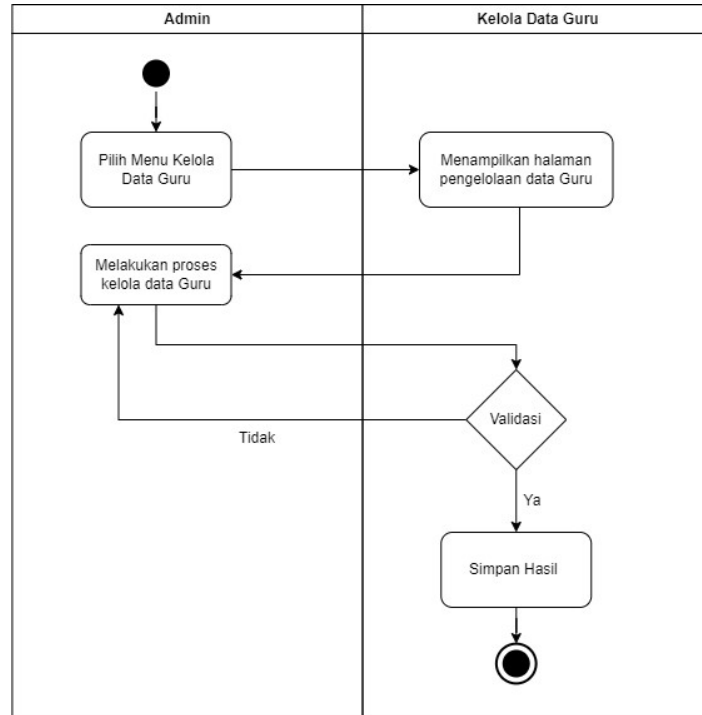 Admin
Kelola Data Guru
Pilih Menu Kelola
Data Guru
Menampilkan halaman
pengelolaan data Guru
Melakukan proses
kelola data Guru
Validasi
Tidak
Ya
Simpan Hasil